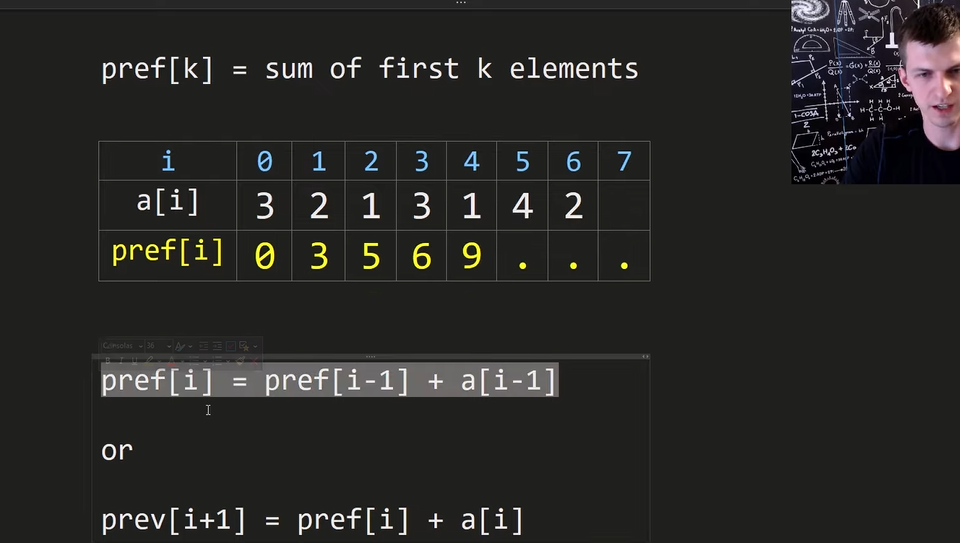 pref[k] = sum of first k elements
i 0 1 2 3 4 5 6 7
a[i] 3 2 1 3 1 4 2
pref[i] 0 3 5 6 9 . . .
pref[i] = pref[i-1] + a[i-1]
or
prev[i+1] = pref[i] + a[i]